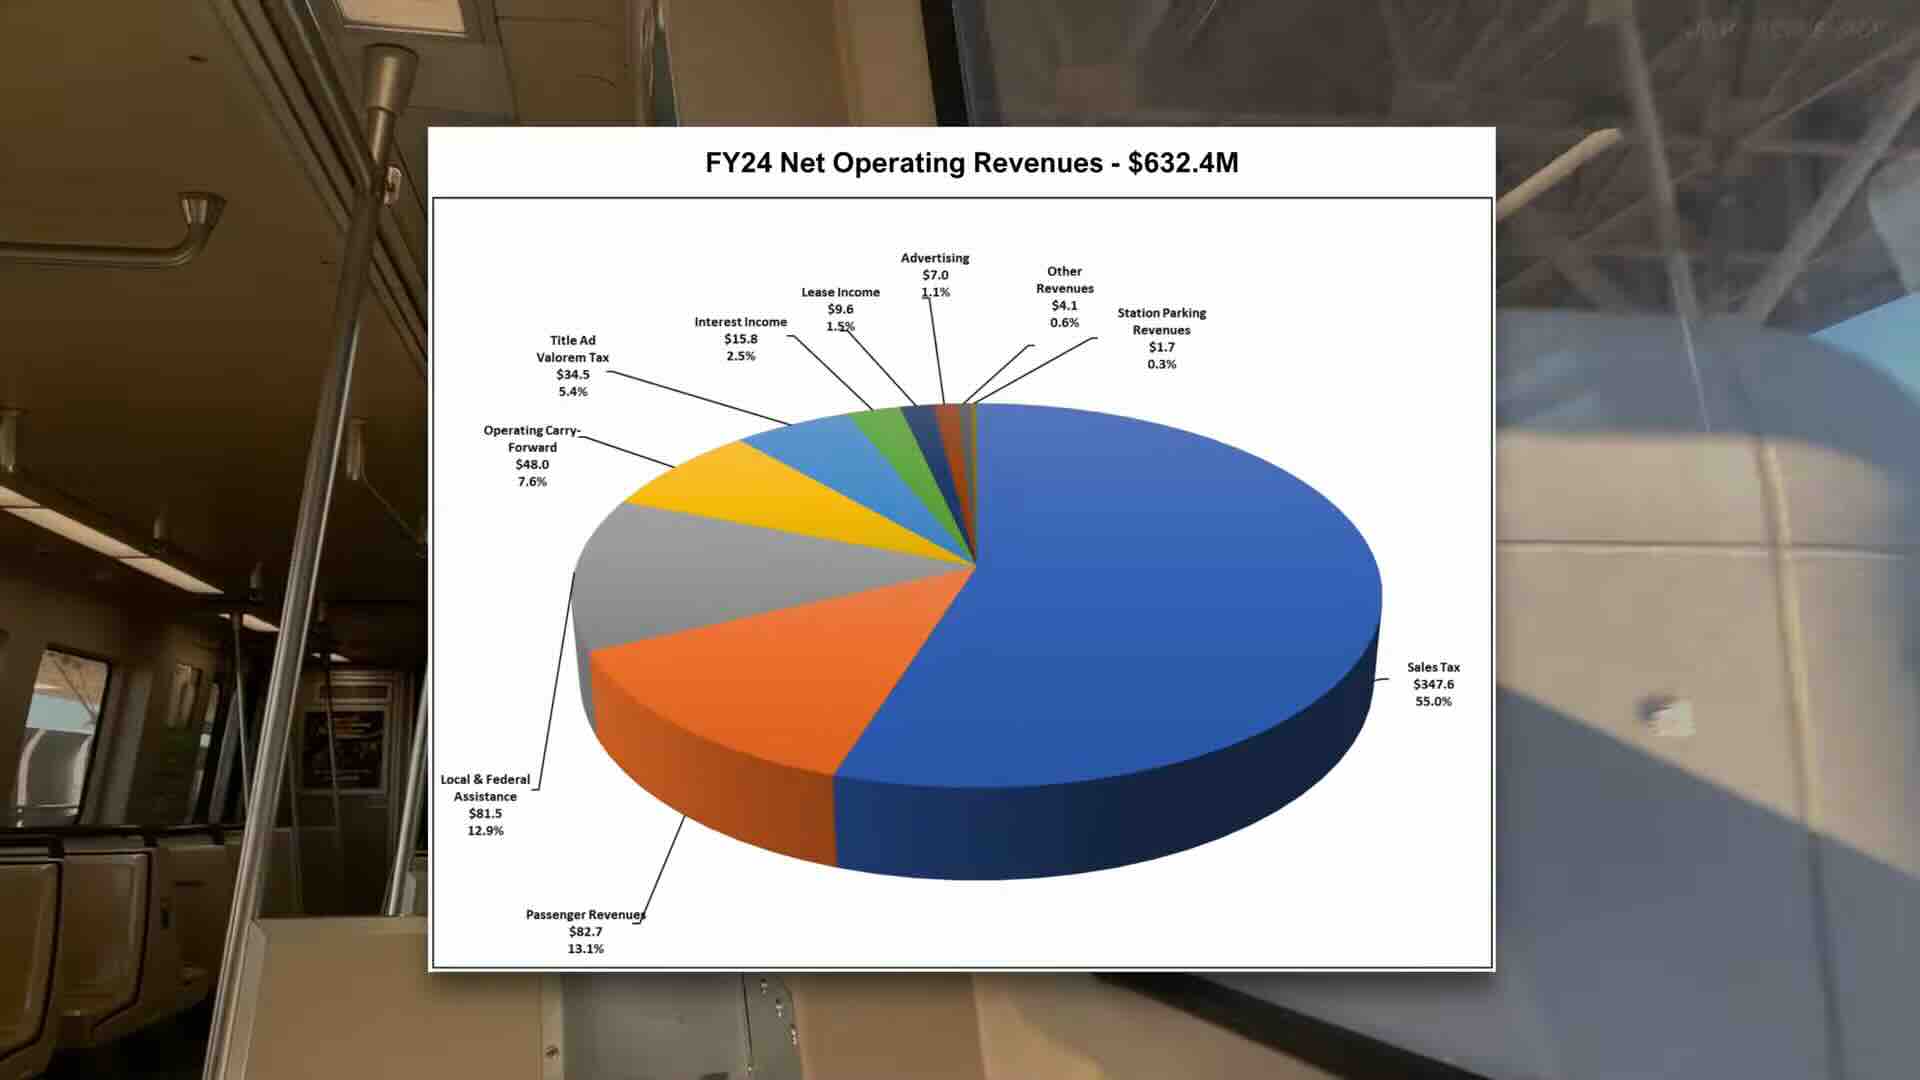 FY24 Net Operating Revenues - $632.4M
Advertising
$7.0
1.1%
Other
Revenues
$4.1
0.6%
Lease Income
$9.6
1.5%
Station Parking
Revenues
$1.7
0.3%
Interest Income
$15.8
2.5%
Title Ad
Valorem Tax
$34.5
5.4%
Operating Carry-
Forward
$48.0
7.6%
Sales Tax
$347.6
55.0%
Local & Federal
Assistance
$81.5
12.9%
Passenger Revenues
$82.7
13.1%